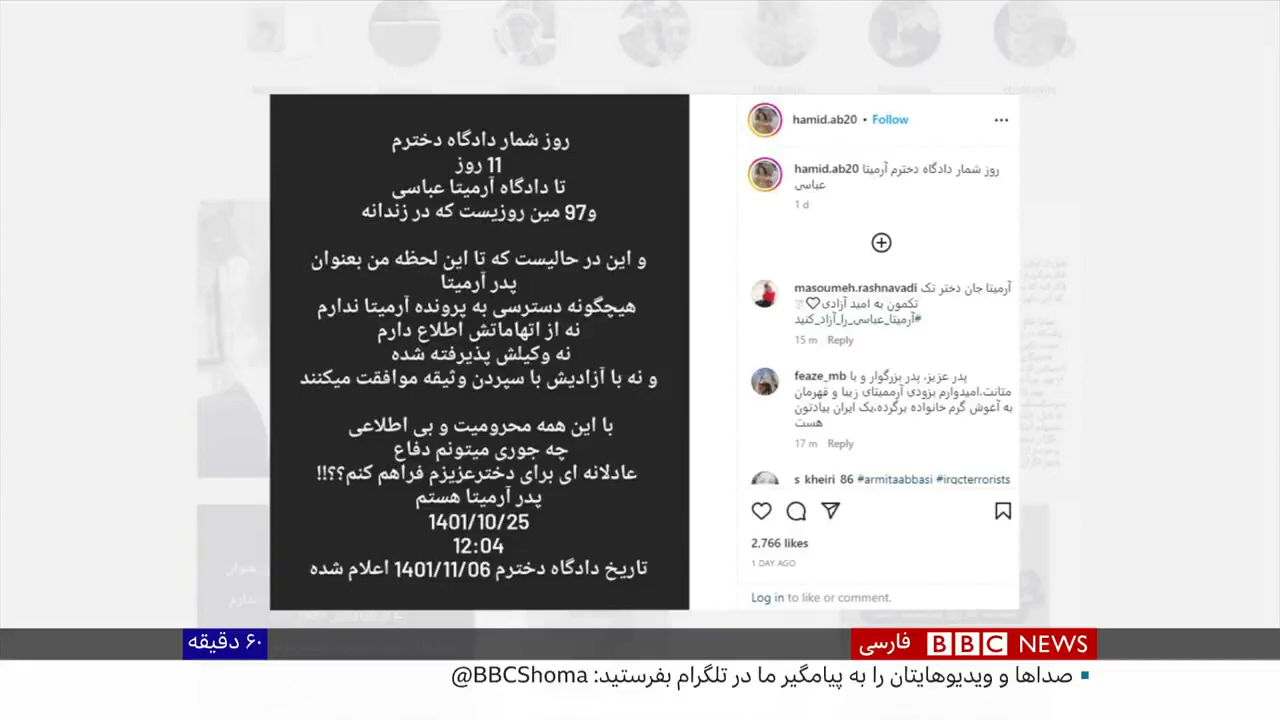 روز شمار دادگاه دخترم
11 روز
تا دادگاه آرمیتا عباسی
و97 مین روزیست که در زندانه
و این در حالیست که تا این لحظه من بعنوان
پدر آرمیتا
هیچگونه دسترسی به پرونده آرمیتا ندارم
نه از اتهاماتش اطلاع دارم
نه وکیلش پذیرفته شده
و نه با آزادیش با سپردن وثیقه موافقت میکنند
با این همه محرومیت و بی اطلاعی
چه جوری میتونم دفاع
عادلانه ای برای دخترعزیزم فراهم کنم؟؟!!
پدر آرمیتا هستم
1401/10/25
12:04
تاریخ دادگاه دخترم 1401/11/06 اعلام شده
hamid.ab20 • Follow
hamid.ab20 روز شمار دادگاه دخترم آرمیتا
عباسی
1 d
masoumeh.rashnavadi آرمیتا جان دختر تک
تکمون به امید آزادی
#آرمیتا_عباسی_را_آزاد_کنید
15 m Reply
feaze_mb پدر عزیز، پدر بزرگوار و با
متانت.امیدوارم بزودی آرممیتای زیبا و قهرمان
به آغوش گرم خانواده برگرده.یک ایران بیادتون
هست
17 m Reply
s_kheiri_86 #armitaabbasi #irgcterrorists
2,766 likes
1 DAY AGO
Log in to like or comment.
۶۰ دقیقه
BBC NEWS فارسی
صداها و ویدیوهایتان را به پیامگیر ما در تلگرام بفرستید: BBCShoma@